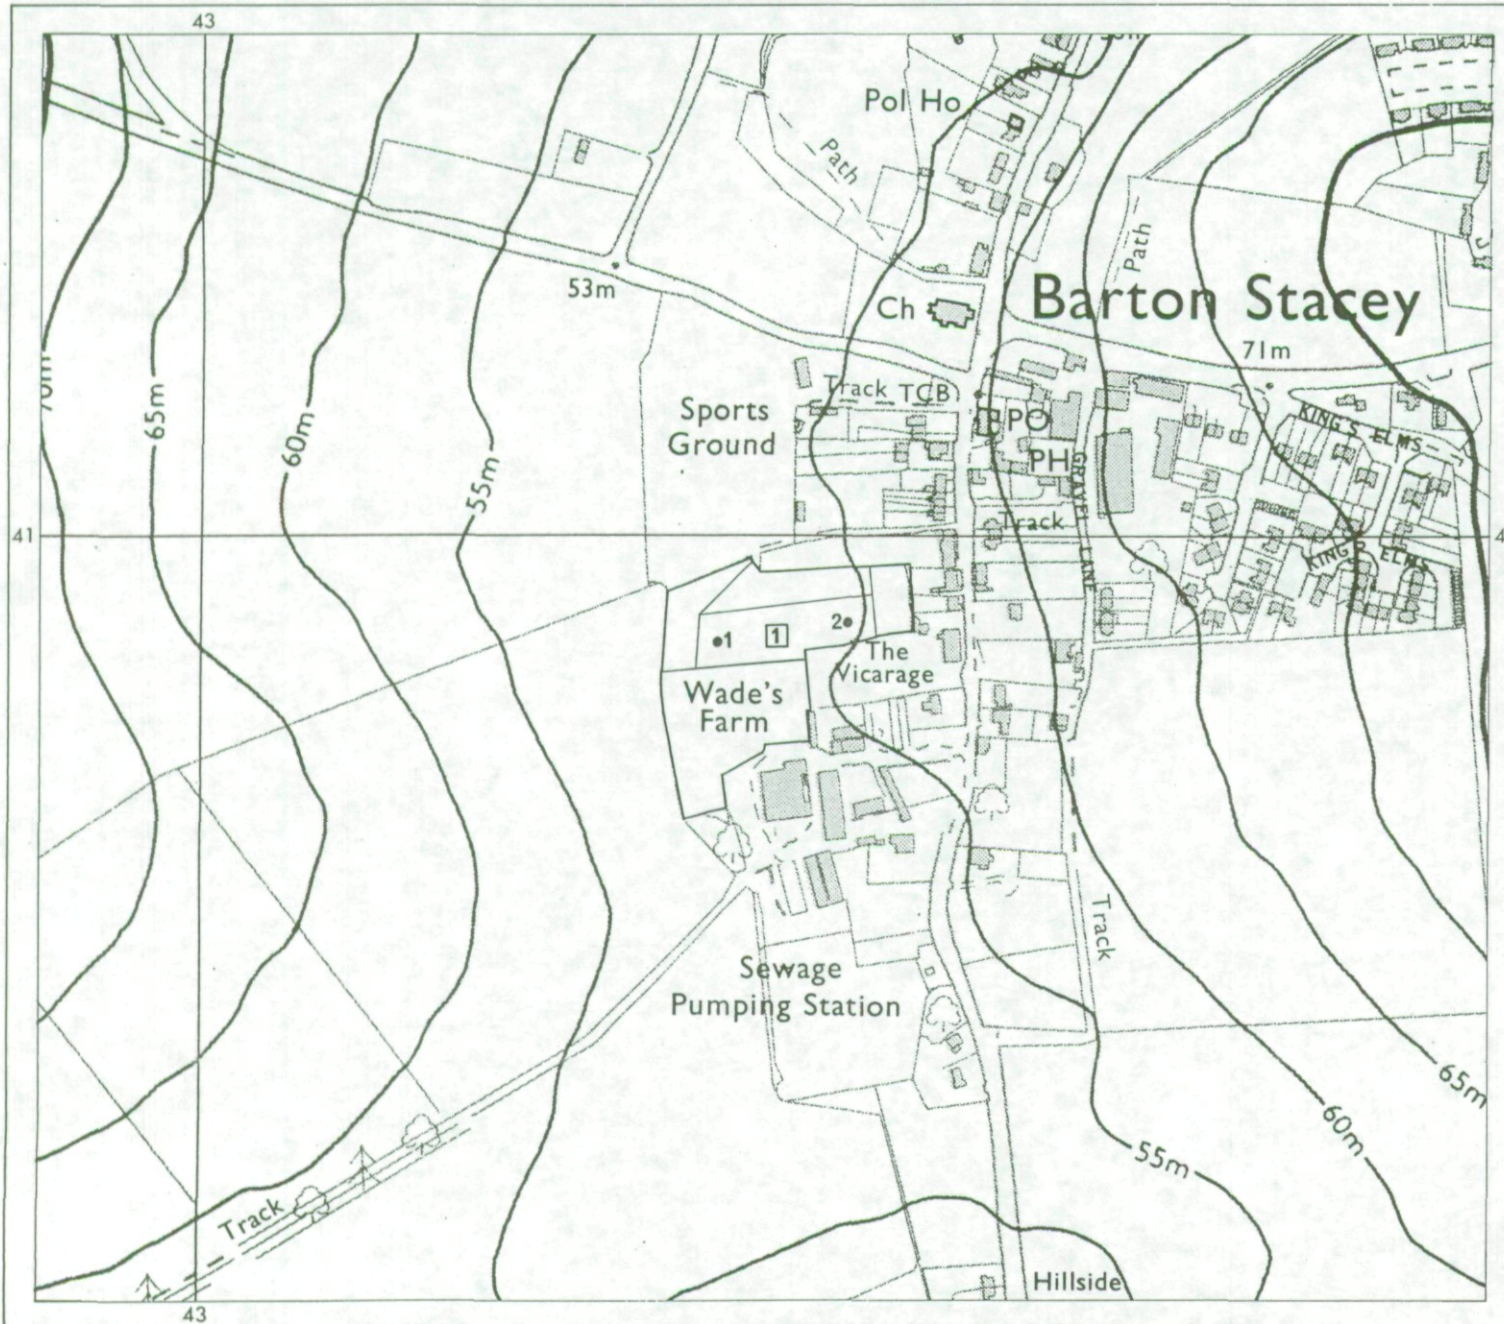 43
Pol Ho
Path
Path
53m
Ch
Barton Stacey
71m
65m
60m
55m
Sports
Ground
Track TCB
PO
PH
GRAVEL LANE
KING'S ELMS
KING'S ELMS
Track
41
1
1
2
The
Vicarage
Wade's
Farm
Track
Sewage
Pumping Station
65m
60m
55m
Track
Hillside
43